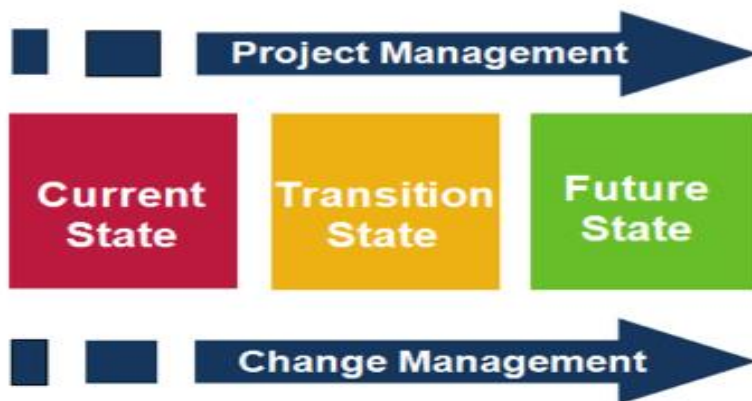 Project Management
Current
State
Transition
State
Future
State
Change Management